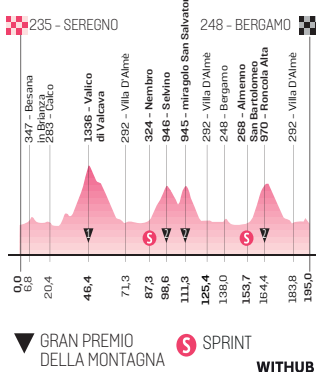 235 - SEREGNO
248 - BERGAMO
347 - Besana
in Brianza
283 - Calco
1336 - Valico
di Valcava
292 - Villa D'Almè
324 - Nembro
946 - Selvino
945 - miragolo San Salvator
292 - Villa D'Almè
248 - Bergamo
268 - Almenno
San Bartolomeo
970 - Roncola Alta
292 - Villa D'Almè
1
S
2
2
S
2
0,0
6,8
20,4
46,4
71,3
87,3
98,6
111,3
125,4
138,0
153,7
164,4
183,8
195,0
GRAN PREMIO
DELLA MONTAGNA
S SPRINT
WITHUB